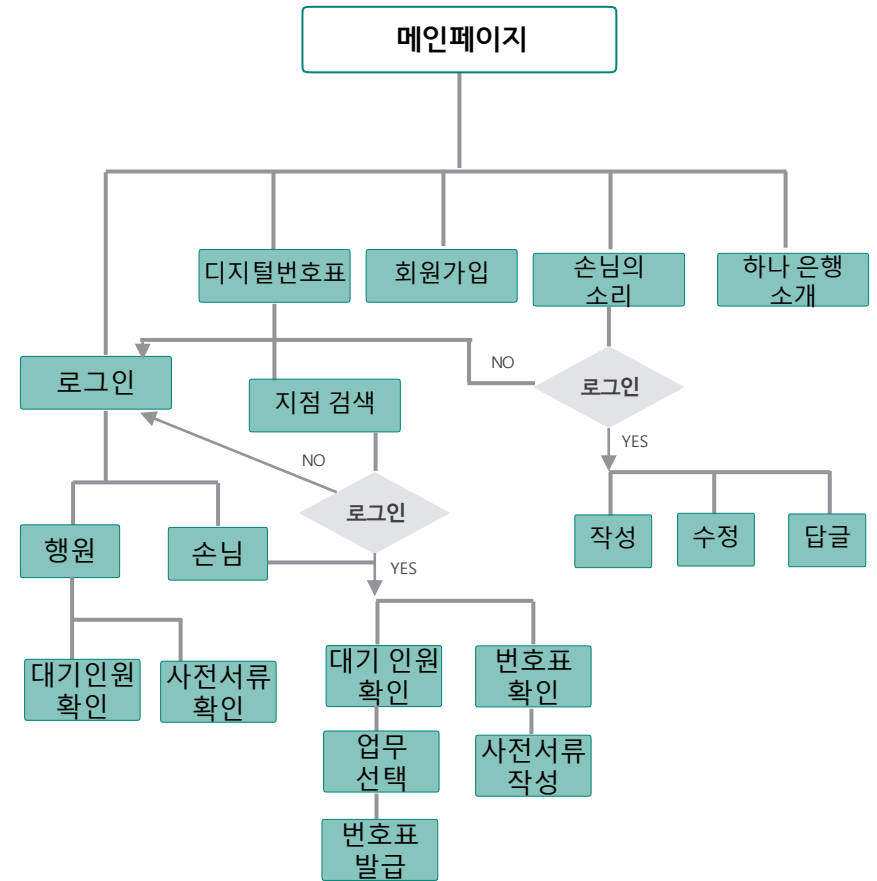 메인페이지
디지털번호표
회원가입
손님의
소리
하나 은행
소개
로그인
지점 검색
NO
로그인
YES
NO
로그인
YES
작성
수정
답글
행원
손님
대기인원
확인
사전서류
확인
대기 인원
확인
번호표
확인
업무
선택
사전서류
작성
번호표
발급